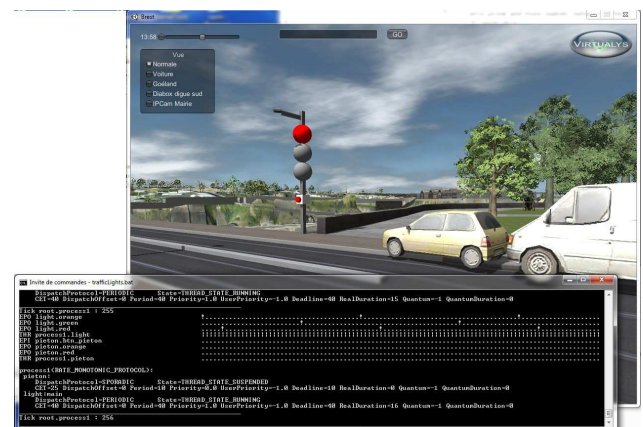 Brest
13:58
GO
VIRTUALYS
Vue
Normale
Voiture
Goéland
Diabox digue sud
IPCam Mairie
Invite de commandes - trafficLights.bat
DispatchProtocol=PERIODIC State=THREAD_STATE_RUNNING
CET=40 DispatchOffset=0 Period=40 Priority=1.0 UserPriority=-1.0 Deadline=40 RealDuration=15 Quantum=-1 QuantumDuration=0
Tick root.process1 : 255
EPO light.orange
EPO light.green
EPO light.red
THR process1.light
EPI pieton.btn_pieton
EPO pieton.orange
EPO pieton.red
THR process1.pieton
process1(RATE_MONOTONIC_PROTOCOL):
pieton:
DispatchProtocol=SPORADIC State=THREAD_STATE_SUSPENDED
CET=25 DispatchOffset=0 Period=10 Priority=0.0 UserPriority=-1.0 Deadline=10 RealDuration=0 Quantum=-1 QuantumDuration=0
light:main
DispatchProtocol=PERIODIC State=THREAD_STATE_RUNNING
CET=40 DispatchOffset=0 Period=40 Priority=1.0 UserPriority=-1.0 Deadline=40 RealDuration=16 Quantum=-1 QuantumDuration=0
Tick root.process1 : 256